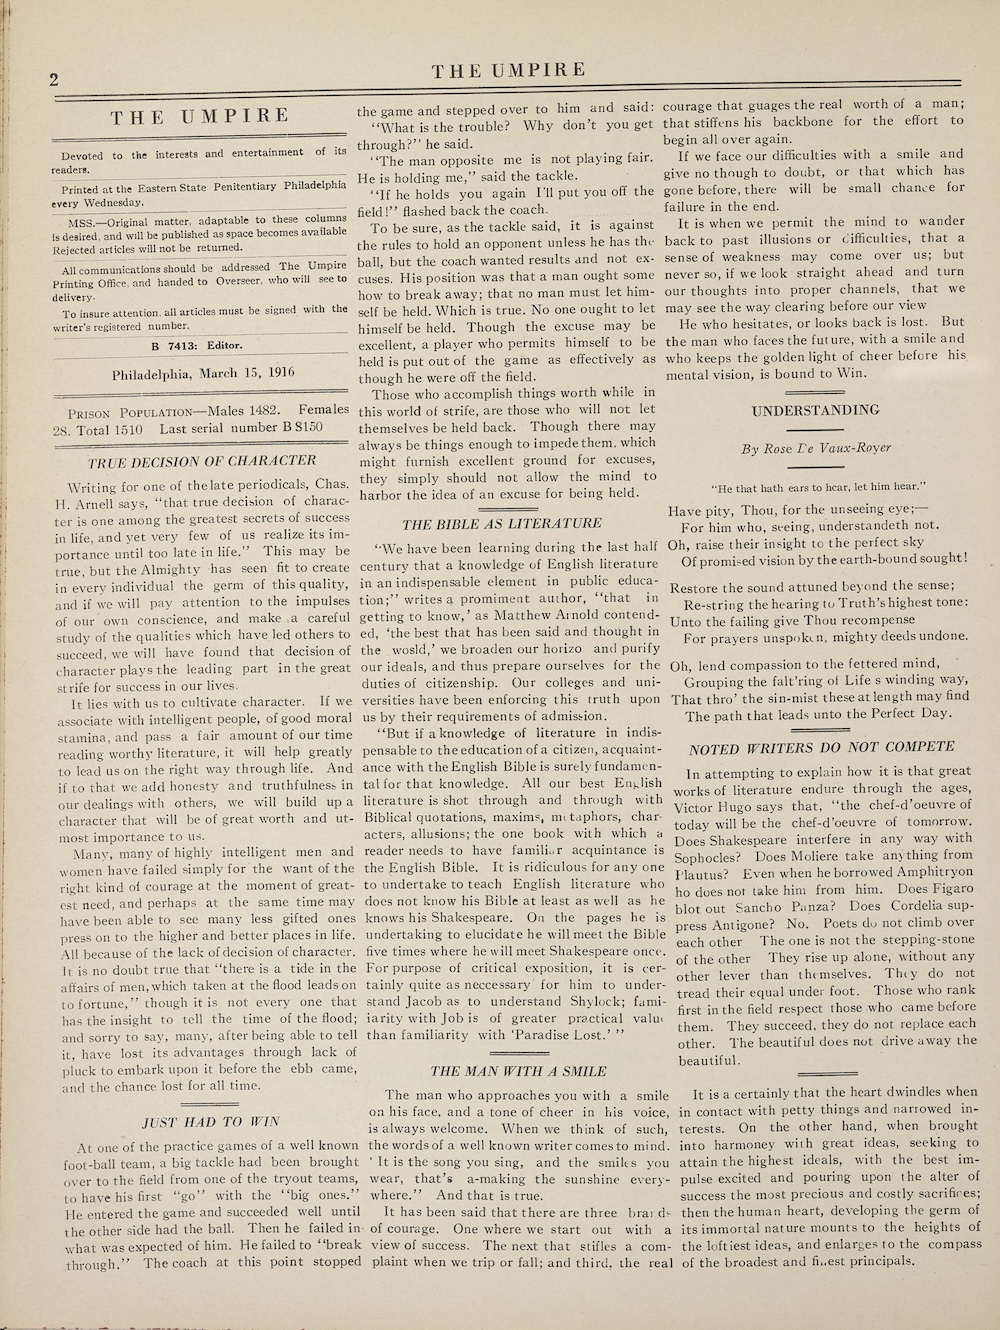 2
THE UMPIRE
THE UMPIRE
Devoted to the interests and entertainment of its
readers.
Printed at the Eastern State Penitentiary Philadelphia
every Wednesday.
MSS.—Original matter, adaptable to these columns
is desired, and will be published as space becomes available
Rejected articles will not be returned.
All communications should be addressed The Umpire
Printing Office, and handed to Overseer, who will see to
delivery.
To insure attention, all articles must be signed with the
writer's registered number.
B 7413: Editor.
Philadelphia, March 15, 1916
PRISON POPULATION—Males 1482. Females
28. Total 1510 Last serial number B 8150
TRUE DECISION OF CHARACTER
Writing for one of the late periodicals, Chas.
H. Arnell says, "that true decision of charac-
ter is one among the greatest secrets of success
in life, and yet very few of us realize its im-
portance until too late in life." This may be
true, but the Almighty has seen fit to create
in every individual the germ of this quality,
and if we will pay attention to the impulses
of our own conscience, and make a careful
study of the qualities which have led others to
succeed, we will have found that decision of
character plays the leading part in the great
strife for success in our lives.
It lies with us to cultivate character. If we
associate with intelligent people, of good moral
stamina, and pass a fair amount of our time
reading worthy literature, it will help greatly
to lead us on the right way through life. And
if to that we add honesty and truthfulness in
our dealings with others, we will build up a
character that will be of great worth and ut-
most importance to us.
Many, many of highly intelligent men and
women have failed simply for the want of the
right kind of courage at the moment of great-
est need, and perhaps at the same time may
have been able to see many less gifted ones
press on to the higher and better places in life.
All because of the lack of decision of character.
It is no doubt true that "there is a tide in the
affairs of men, which taken at the flood leads on
to fortune," though it is not every one that
has the insight to tell the time of the flood;
and sorry to say, many, after being able to tell
it, have lost its advantages through lack of
pluck to embark upon it before the ebb came,
and the chance lost for all time.
JUST HAD TO WIN
At one of the practice games of a well known
foot-ball team, a big tackle had been brought
over to the field from one of the tryout teams,
to have his first "go" with the "big ones."
He entered the game and succeeded well until
the other side had the ball. Then he failed in
what was expected of him. He failed to "break
through." The coach at this point stopped
the game and stepped over to him and said:
"What is the trouble? Why don't you get
through?" he said.
"The man opposite me is not playing fair.
He is holding me," said the tackle.
"If he holds you again I'll put you off the
field!" flashed back the coach.
To be sure, as the tackle said, it is against
the rules to hold an opponent unless he has the
ball, but the coach wanted results and not ex-
cuses. His position was that a man ought some
how to break away; that no man must let him-
self be held. Which is true. No one ought to let
himself be held. Though the excuse may be
excellent, a player who permits himself to be
held is put out of the game as effectively as
though he were off the field.
Those who accomplish things worth while in
this world of strife, are those who will not let
themselves be held back. Though there may
always be things enough to impede them, which
might furnish excellent ground for excuses,
they simply should not allow the mind to
harbor the idea of an excuse for being held.
THE BIBLE AS LITERATURE
"We have been learning during the last half
century that a knowledge of English literature
in an indispensable element in public educa-
tion;" writes a promiment author, "that in
getting to know,' as Matthew Arnold contend-
ed, 'the best that has been said and thought in
the wosld,' we broaden our horizo and purify
our ideals, and thus prepare ourselves for the
duties of citizenship. Our colleges and uni-
versities have been enforcing this truth upon
us by their requirements of admission.
"But if a knowledge of literature in indis-
pensable to the education of a citizen, acquaint-
ance with the English Bible is surely fundamen-
tal for that knowledge. All our best English
literature is shot through and through with
Biblical quotations, maxims, metaphors, char-
acters, allusions; the one book with which a
reader needs to have familiar acquintance is
the English Bible. It is ridiculous for any one
to undertake to teach English literature who
does not know his Bible at least as well as he
knows his Shakespeare. On the pages he is
undertaking to elucidate he will meet the Bible
five times where he will meet Shakespeare once.
For purpose of critical exposition, it is cer-
tainly quite as neccessary for him to under-
stand Jacob as to understand Shylock; fami-
iarity with Job is of greater practical value
than familiarity with 'Paradise Lost.' "
THE MAN WITH A SMILE
The man who approaches you with a smile
on his face, and a tone of cheer in his voice,
is always welcome. When we think of such,
the words of a well known writer comes to mind.
' It is the song you sing, and the smiles you
wear, that's a-making the sunshine every-
where." And that is true.
It has been said that there are three brands
of courage. One where we start out with a
view of success. The next that stifles a com-
plaint when we trip or fall; and third, the real
courage that guages the real worth of a man;
that stiffens his backbone for the effort to
begin all over again.
If we face our difficulties with a smile and
give no though to doubt, or that which has
gone before, there will be small chance for
failure in the end.
It is when we permit the mind to wander
back to past illusions or difficulties, that a
sense of weakness may come over us; but
never so, if we look straight ahead and turn
our thoughts into proper channels, that we
may see the way clearing before our view
He who hesitates, or looks back is lost. But
the man who faces the future, with a smile and
who keeps the golden light of cheer before his
mental vision, is bound to Win.
UNDERSTANDING
By Rose De Vaux-Royer
"He that hath ears to hear, let him hear."
Have pity, Thou, for the unseeing eye;—
For him who, seeing, understandeth not.
Oh, raise their insight to the perfect sky
Of promised vision by the earth-bound sought!
Restore the sound attuned beyond the sense;
Re-string the hearing to Truth's highest tone:
Unto the failing give Thou recompense
For prayers unspoken, mighty deeds undone.
Oh, lend compassion to the fettered mind,
Grouping the falt'ring of Life s winding way,
That thro' the sin-mist these at length may find
The path that leads unto the Perfect Day.
NOTED WRITERS DO NOT COMPETE
In attempting to explain how it is that great
works of literature endure through the ages,
Victor Hugo says that, "the chef-d'oeuvre of
today will be the chef-d'oeuvre of tomorrow.
Does Shakespeare interfere in any way with
Sophocles? Does Moliere take anything from
Plautus? Even when he borrowed Amphitryon
ho does not take him from him. Does Figaro
blot out Sancho Panza? Does Cordelia sup-
press Antigone? No. Poets do not climb over
each other The one is not the stepping-stone
of the other They rise up alone, without any
other lever than themselves. They do not
tread their equal under foot. Those who rank
first in the field respect those who came before
them. They succeed, they do not replace each
other. The beautiful does not drive away the
beautiful.
It is a certainly that the heart dwindles when
in contact with petty things and narrowed in-
terests. On the other hand, when brought
into harmoney with great ideas, seeking to
attain the highest ideals, with the best im-
pulse excited and pouring upon the alter of
success the most precious and costly sacrifices;
then the human heart, developing the germ of
its immortal nature mounts to the heights of
the loftiest ideas, and enlarges to the compass
of the broadest and finest principals.